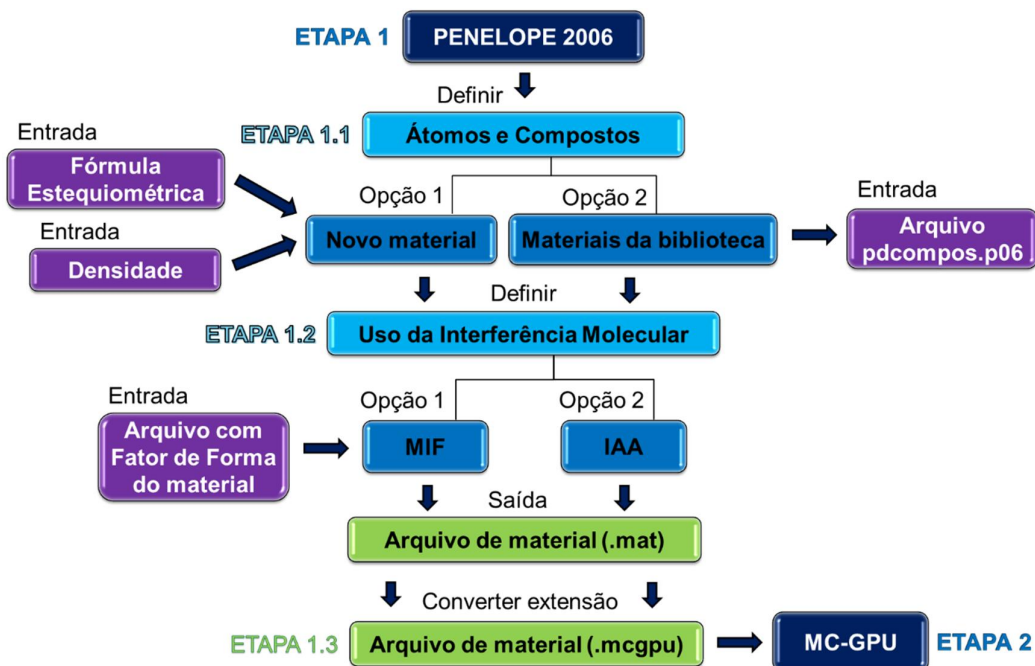 ETAPA 1
PENELOPE 2006
Definir
ETAPA 1.1
Átomos e Compostos
Entrada
Fórmula
Estequiométrica
Opção 1
Opção 2
Entrada
Entrada
Densidade
Novo material
Materiais da biblioteca
Arquivo
pdcompos.p06
Definir
ETAPA 1.2
Uso da Interferência Molecular
Entrada
Opção 1
Opção 2
Arquivo com
Fator de Forma
do material
MIF
IAA
Saída
Arquivo de material (.mat)
Converter extensão
ETAPA 1.3
Arquivo de material (.mcgpu)
MC-GPU
ETAPA 2